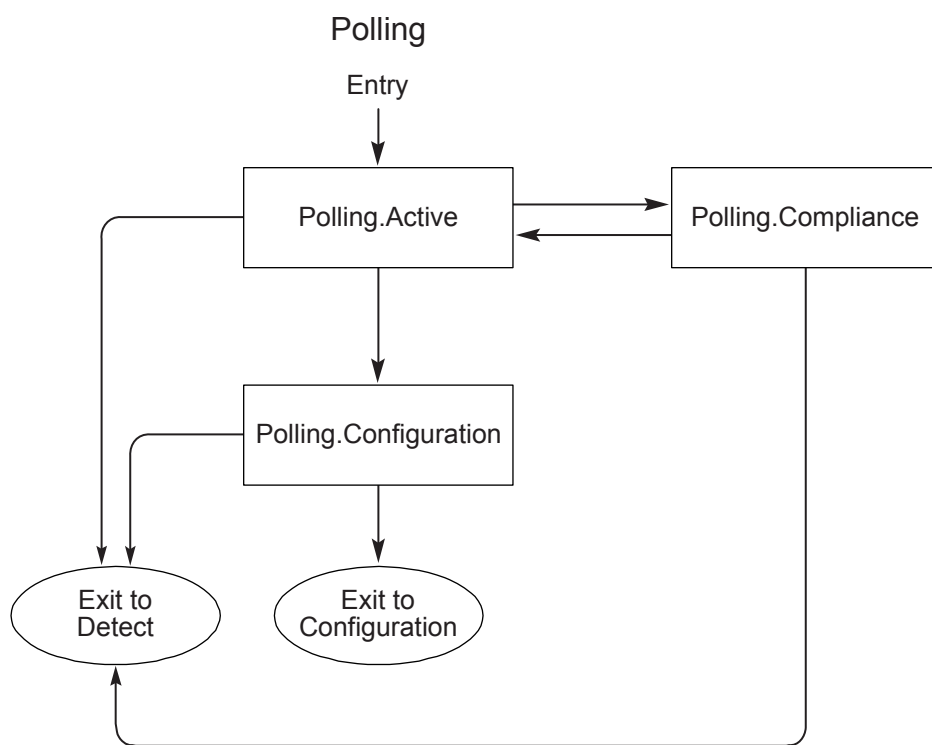 Polling
Entry
Polling.Active
Polling.Compliance
Polling.Configuration
Exit to
Detect
Exit to
Configuration